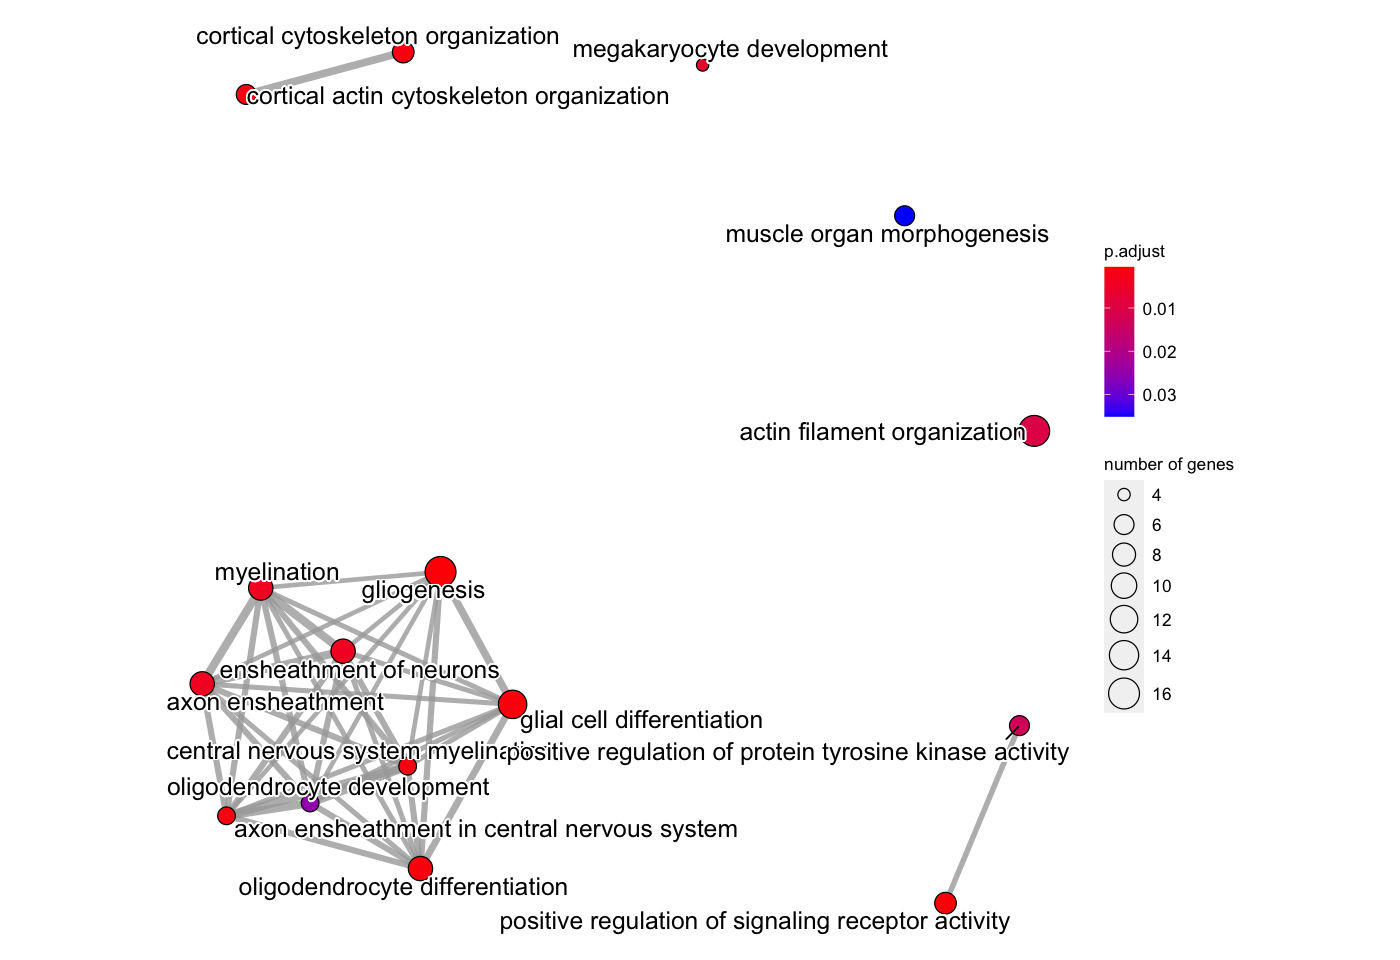 cortical cytoskeleton organization
megakaryocyte development
cortical actin cytoskeleton organization
muscle organ morphogenesis
p.adjust
0.01
0.02
0.03
actin filament organization
number of genes
4
6
8
10
12
14
16
myelination
gliogenesis
ensheathment of neurons
axon ensheathment
glial cell differentiation
central nervous system
positive regulation of protein tyrosine kinase activity
oligodendrocyte development
axon ensheathment in central nervous system
oligodendrocyte differentiation
positive regulation of signaling receptor activity